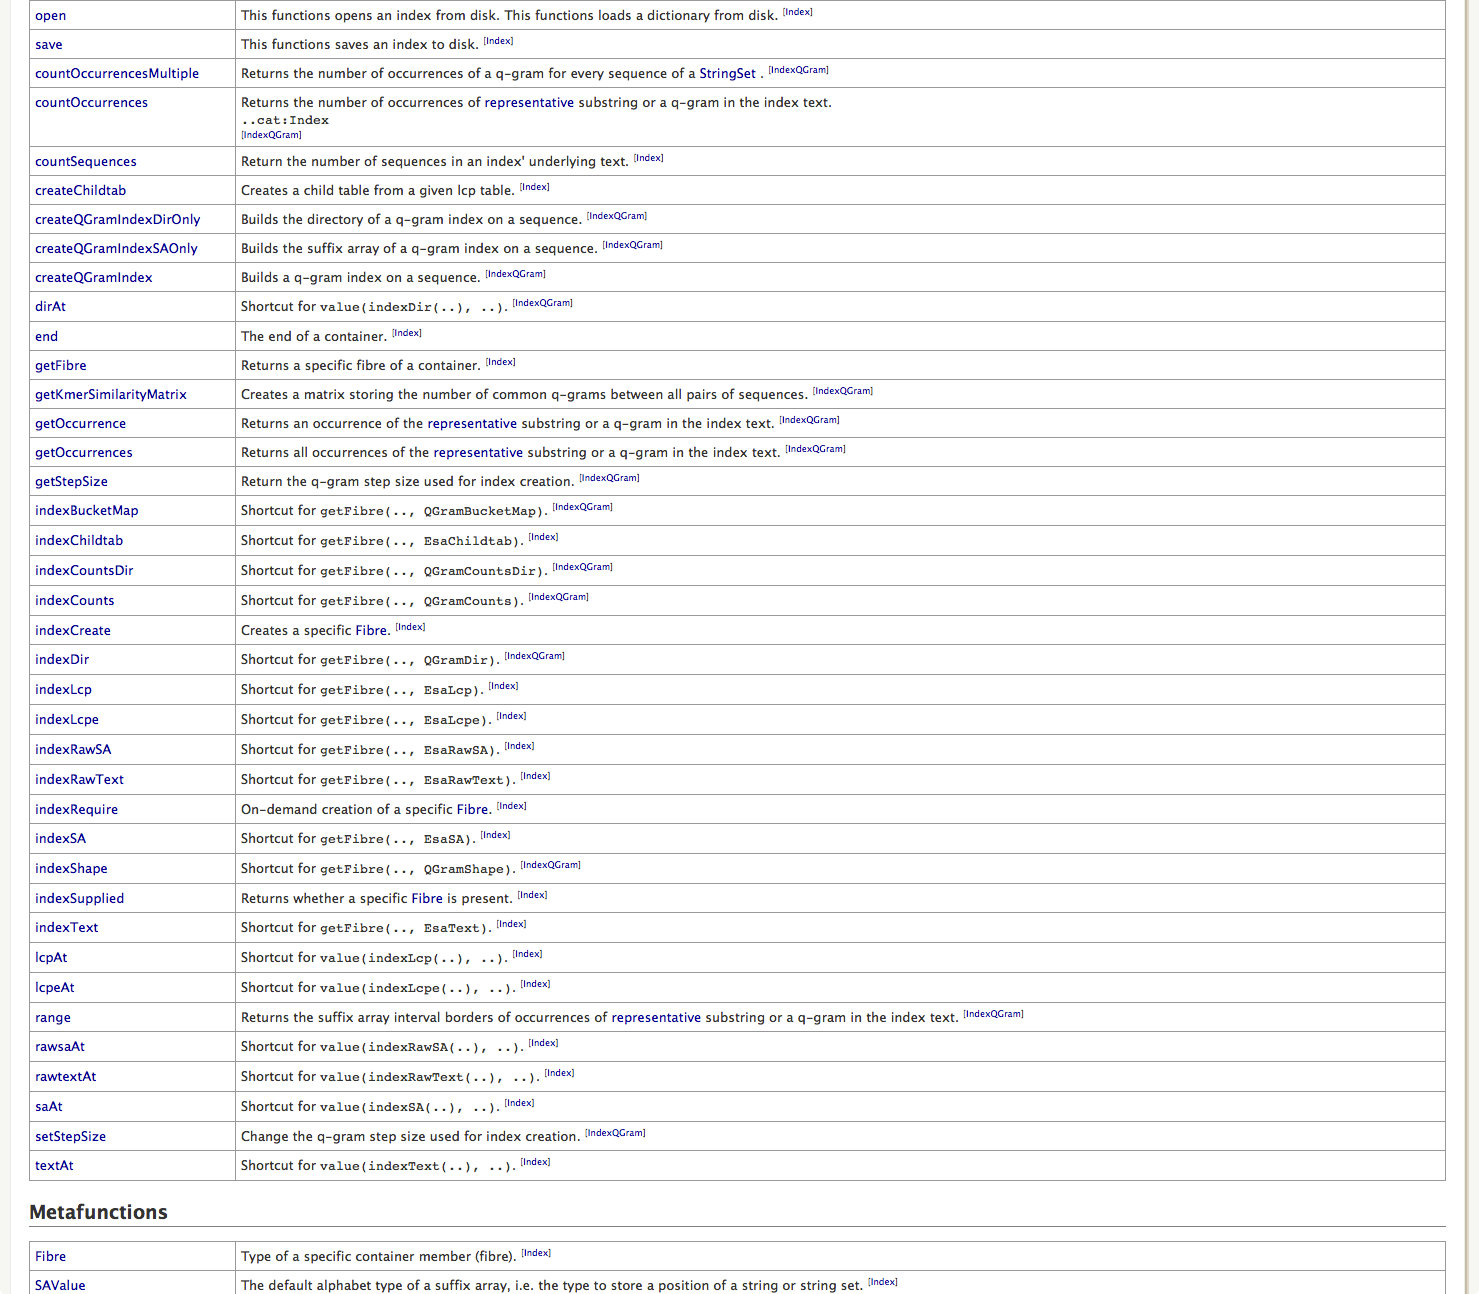 open This functions opens an index from disk. This functions loads a dictionary from disk. [Index]
save This functions saves an index to disk. [Index]
countOccurrencesMultiple Returns the number of occurrences of a q-gram for every sequence of a StringSet . [IndexQGram]
countOccurrences Returns the number of occurrences of representative substring or a q-gram in the index text.
..cat:Index
[IndexQGram]
countSequences Return the number of sequences in an index' underlying text. [Index]
createChildtab Creates a child table from a given lcp table. [Index]
createQGramIndexDirOnly Builds the directory of a q-gram index on a sequence. [IndexQGram]
createQGramIndexSAOnly Builds the suffix array of a q-gram index on a sequence. [IndexQGram]
createQGramIndex Builds a q-gram index on a sequence. [IndexQGram]
dirAt Shortcut for value(indexDir(..), ..). [IndexQGram]
end The end of a container. [Index]
getFibre Returns a specific fibre of a container. [Index]
getKmerSimilarityMatrix Creates a matrix storing the number of common q-grams between all pairs of sequences. [IndexQGram]
getOccurrence Returns an occurrence of the representative substring or a q-gram in the index text. [IndexQGram]
getOccurrences Returns all occurrences of the representative substring or a q-gram in the index text. [IndexQGram]
getStepSize Return the q-gram step size used for index creation. [IndexQGram]
indexBucketMap Shortcut for getFibre(.., QGramBucketMap). [IndexQGram]
indexChildtab Shortcut for getFibre(.., EsaChildtab). [Index]
indexCountsDir Shortcut for getFibre(.., QGramCountsDir). [IndexQGram]
indexCounts Shortcut for getFibre(.., QGramCounts). [IndexQGram]
indexCreate Creates a specific Fibre. [Index]
indexDir Shortcut for getFibre(.., QGramDir). [IndexQGram]
indexLcp Shortcut for getFibre(.., EsaLcp). [Index]
indexLcpe Shortcut for getFibre(.., EsaLcpe). [Index]
indexRawSA Shortcut for getFibre(.., EsaRawSA). [Index]
indexRawText Shortcut for getFibre(.., EsaRawText). [Index]
indexRequire On-demand creation of a specific Fibre. [Index]
indexSA Shortcut for getFibre(.., EsaSA). [Index]
indexShape Shortcut for getFibre(.., QGramShape). [IndexQGram]
indexSupplied Returns whether a specific Fibre is present. [Index]
indexText Shortcut for getFibre(.., EsaText). [Index]
lcpAt Shortcut for value(indexLcp(..), ..). [Index]
lcpeAt Shortcut for value(indexLcpe(..), ..). [Index]
range Returns the suffix array interval borders of occurrences of representative substring or a q-gram in the index text. [IndexQGram]
rawsaAt Shortcut for value(indexRawSA(..), ..). [Index]
rawtextAt Shortcut for value(indexRawText(..), ..). [Index]
saAt Shortcut for value(indexSA(..), ..). [Index]
setStepSize Change the q-gram step size used for index creation. [IndexQGram]
textAt Shortcut for value(indexText(..), ..). [Index]
Metafunctions
Fibre Type of a specific container member (fibre). [Index]
SAValue The default alphabet type of a suffix array, i.e. the type to store a position of a string or string set. [Index]